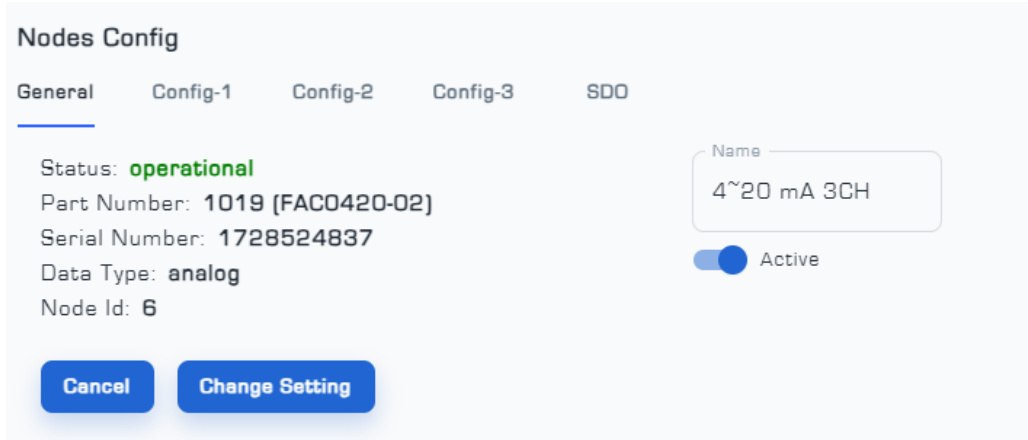 Nodes Config
General Config-1 Config-2 Config-3 SDO
Status: operational
Part Number: 1019 (FAC0420-02)
Serial Number: 1728524837
Data Type: analog
Node Id: 6
Name
4~20 mA 3CH
Active
Cancel Change Setting